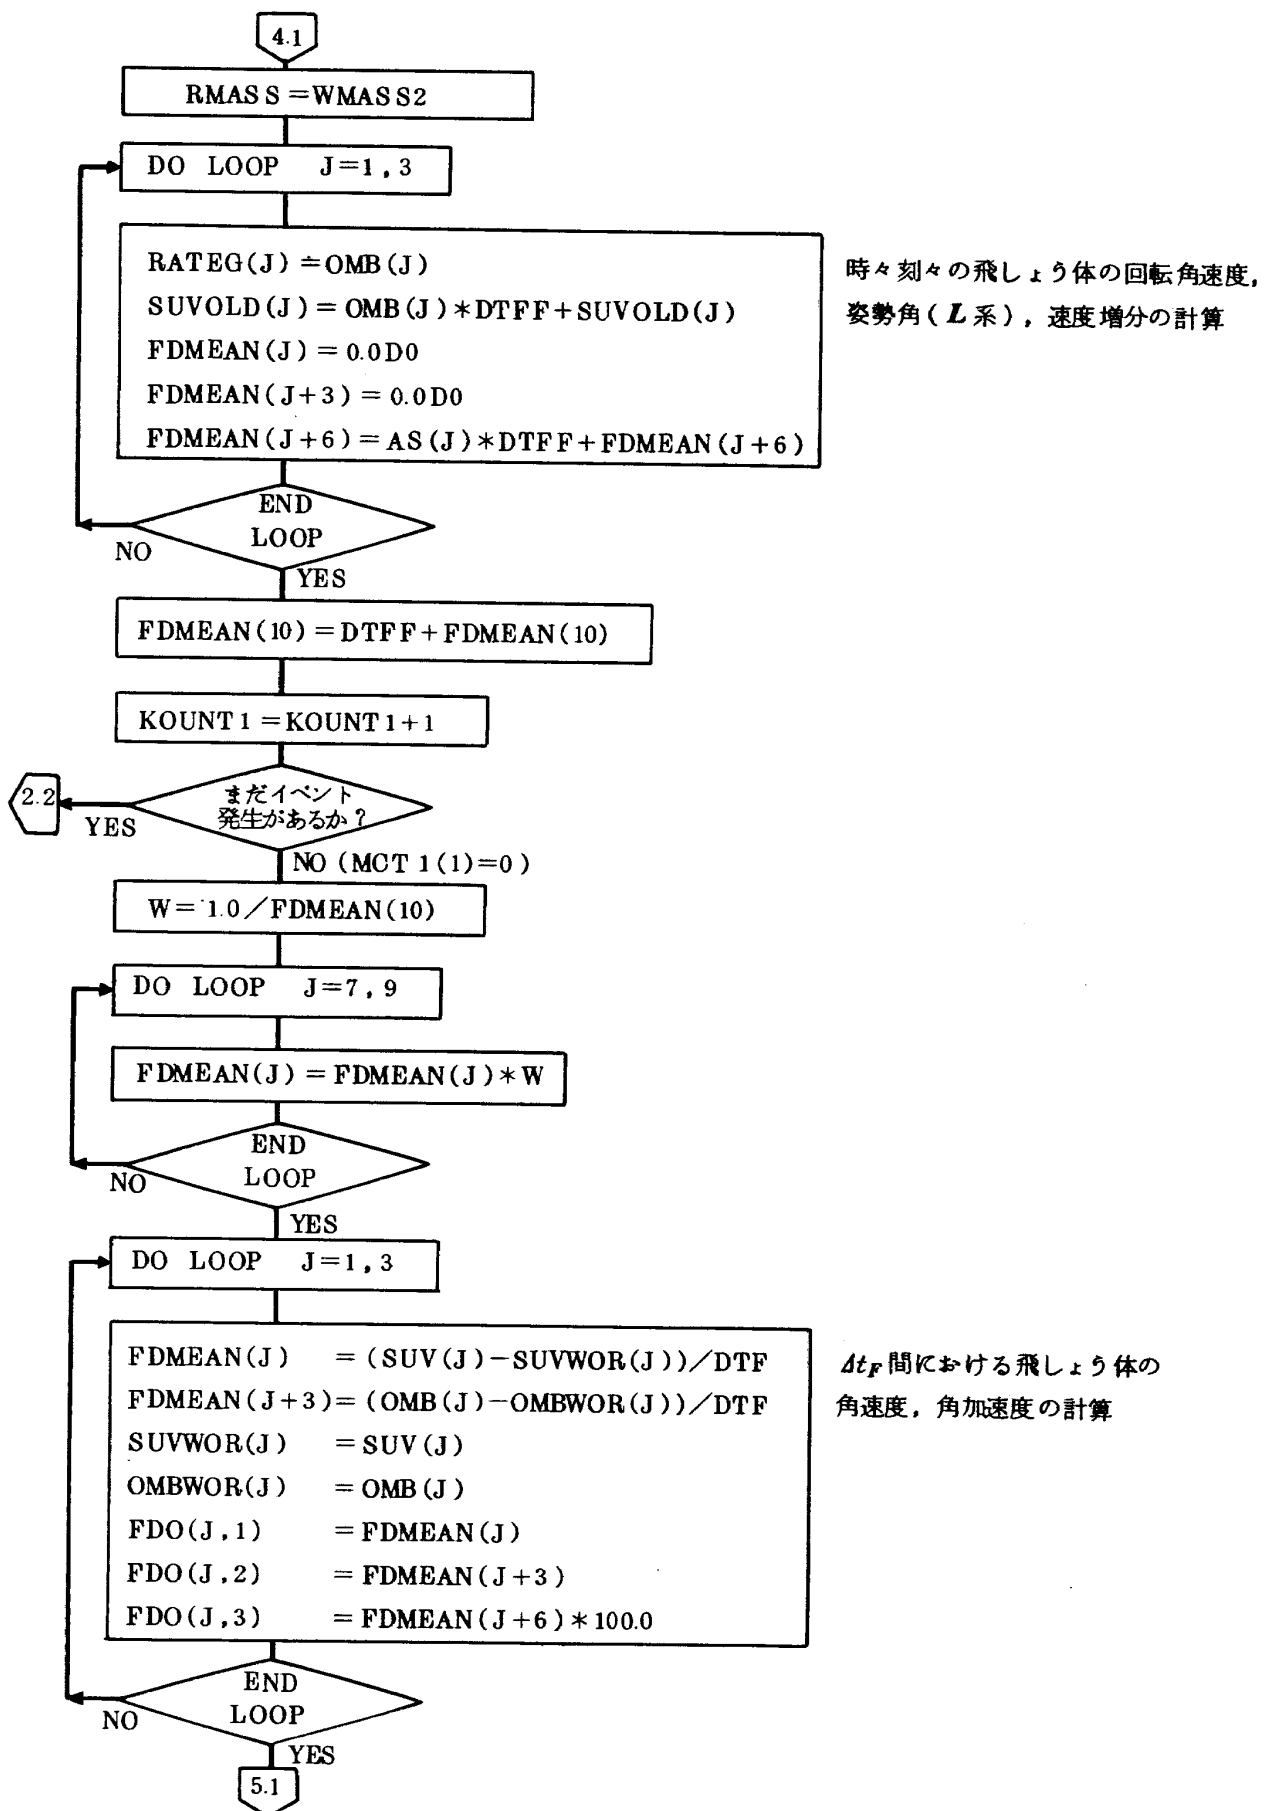 4.1
RMASS=WMASS2
DO LOOP J=1,3
RATEG(J)=OMB(J)
SUVOLD(J)=OMB(J)*DTFF+SUVOLD(J)
FDMEAN(J)=0.0D0
FDMEAN(J+3)=0.0D0
FDMEAN(J+6)=AS(J)*DTFF+FDMEAN(J+6)
時々刻々の飛しょう体の回転角速度,
姿勢角(L系),速度増分の計算
END
LOOP
NO
YES
FDMEAN(10)=DTFF+FDMEAN(10)
KOUNT1=KOUNT1+1
まだイベント
発生があるか?
2.2
YES
NO (MCT1(1)=0)
W=1.0/FDMEAN(10)
DO LOOP J=7,9
FDMEAN(J)=FDMEAN(J)*W
END
LOOP
NO
YES
DO LOOP J=1,3
FDMEAN(J) =(SUV(J)-SUVWOR(J))/DTF
FDMEAN(J+3)=(OMB(J)-OMBWOR(J))/DTF
SUVWOR(J) =SUV(J)
OMBWOR(J) =OMB(J)
FDO(J,1) =FDMEAN(J)
FDO(J,2) =FDMEAN(J+3)
FDO(J,3) =FDMEAN(J+6)*100.0
ΔtF間における飛しょう体の
角速度,角加速度の計算
END
LOOP
NO
YES
5.1